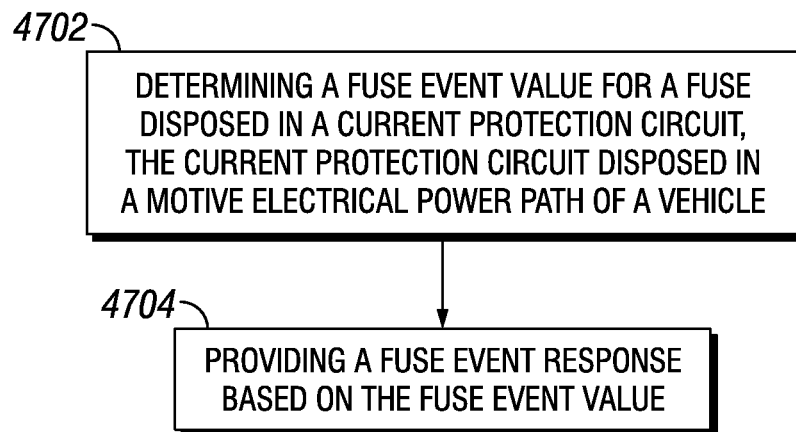 4702
DETERMINING A FUSE EVENT VALUE FOR A FUSE
DISPOSED IN A CURRENT PROTECTION CIRCUIT,
THE CURRENT PROTECTION CIRCUIT DISPOSED IN
A MOTIVE ELECTRICAL POWER PATH OF A VEHICLE
4704
PROVIDING A FUSE EVENT RESPONSE
BASED ON THE FUSE EVENT VALUE